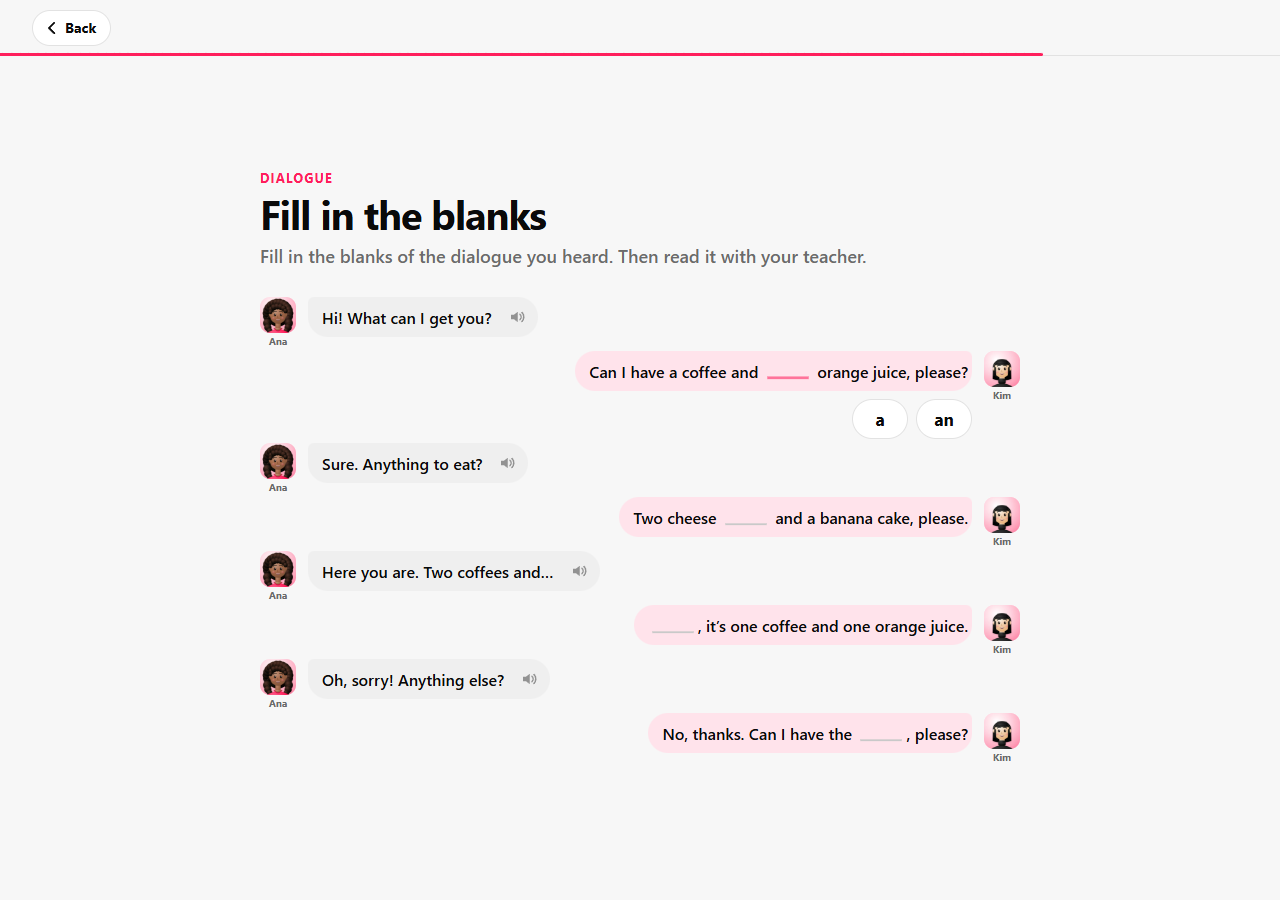 Back
DIALOGUE
Fill in the blanks
Fill in the blanks of the dialogue you heard. Then read it with your teacher.
Hi! What can I get you?
Ana
Can I have a coffee and _____ orange juice, please?
Kim
a
an
Sure. Anything to eat?
Ana
Two cheese _____ and a banana cake, please.
Kim
Here you are. Two coffees and...
Ana
_____, it's one coffee and one orange juice.
Kim
Oh, sorry! Anything else?
Ana
No, thanks. Can I have the _____, please?
Kim